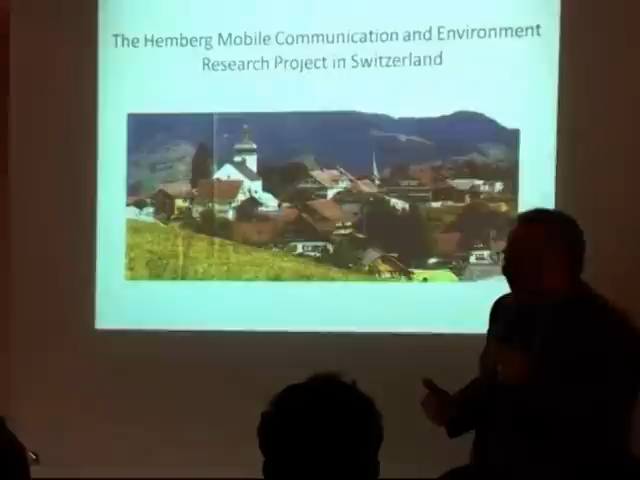 The Hemberg Mobile Communication and Environment
Research Project in Switzerland